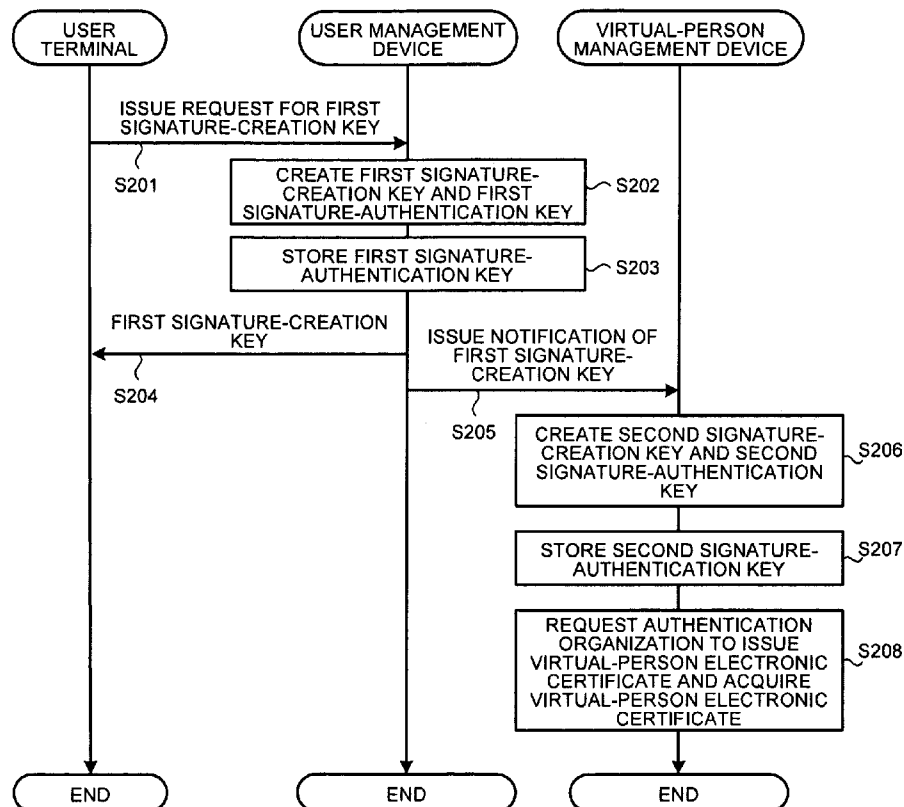 USER
TERMINAL
USER MANAGEMENT
DEVICE
VIRTUAL-PERSON
MANAGEMENT DEVICE
ISSUE REQUEST FOR FIRST
SIGNATURE-CREATION KEY
S201
CREATE FIRST SIGNATURE-
CREATION KEY AND FIRST
SIGNATURE-AUTHENTICATION KEY
S202
STORE FIRST SIGNATURE-
AUTHENTICATION KEY
S203
FIRST SIGNATURE-CREATION
KEY
S204
ISSUE NOTIFICATION OF
FIRST SIGNATURE-
CREATION KEY
S205
CREATE SECOND SIGNATURE-
CREATION KEY AND SECOND
SIGNATURE-AUTHENTICATION
KEY
S206
STORE SECOND SIGNATURE-
AUTHENTICATION KEY
S207
REQUEST AUTHENTICATION
ORGANIZATION TO ISSUE
VIRTUAL-PERSON ELECTRONIC
CERTIFICATE AND ACQUIRE
VIRTUAL-PERSON ELECTRONIC
CERTIFICATE
S208
END
END
END